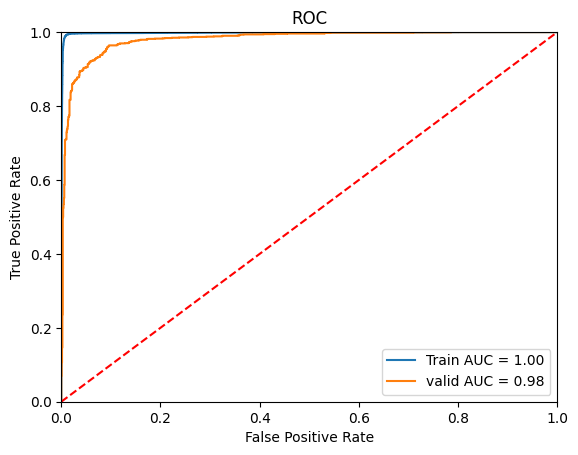 ROC
True Positive Rate
1.0
0.8
0.6
0.4
0.2
0.0
Train AUC = 1.00
valid AUC = 0.98
0.0 0.2 0.4 0.6 0.8 1.0
False Positive Rate